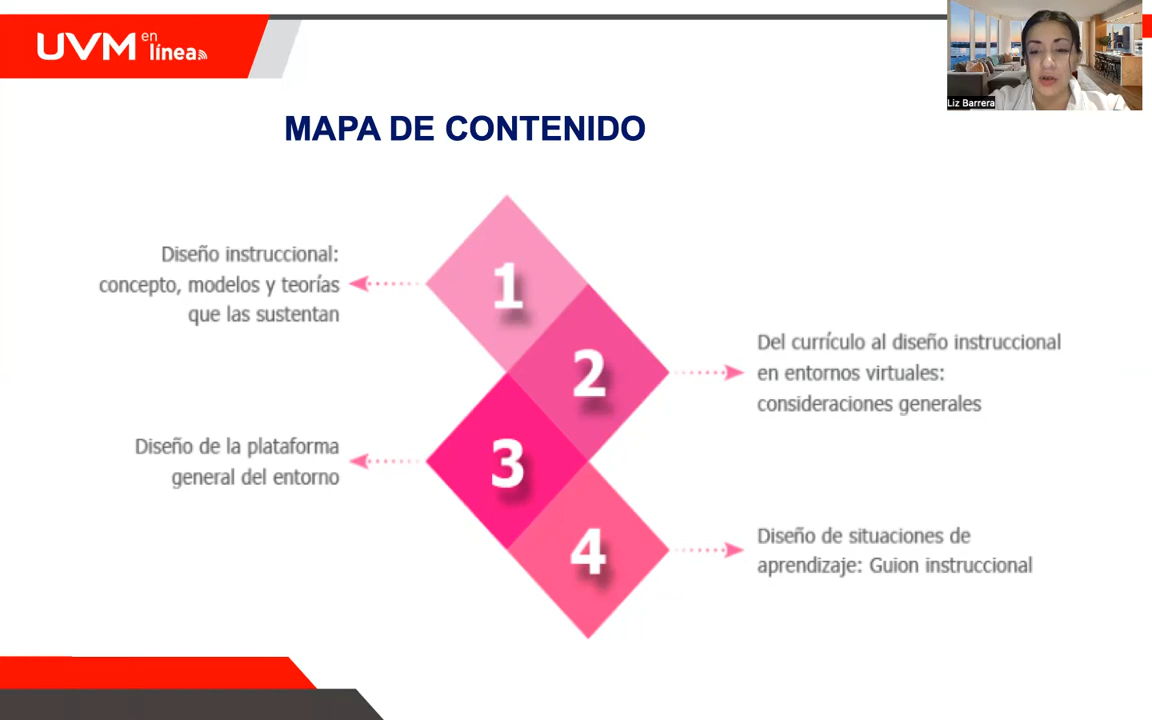 UVM en línea
Liz Barrera
MAPA DE CONTENIDO
1
Diseño instruccional:
concepto, modelos y teorías
que las sustentan
2
Del currículo al diseño instruccional
en entornos virtuales:
consideraciones generales
3
Diseño de la plataforma
general del entorno
4
Diseño de situaciones de
aprendizaje: Guion instruccional